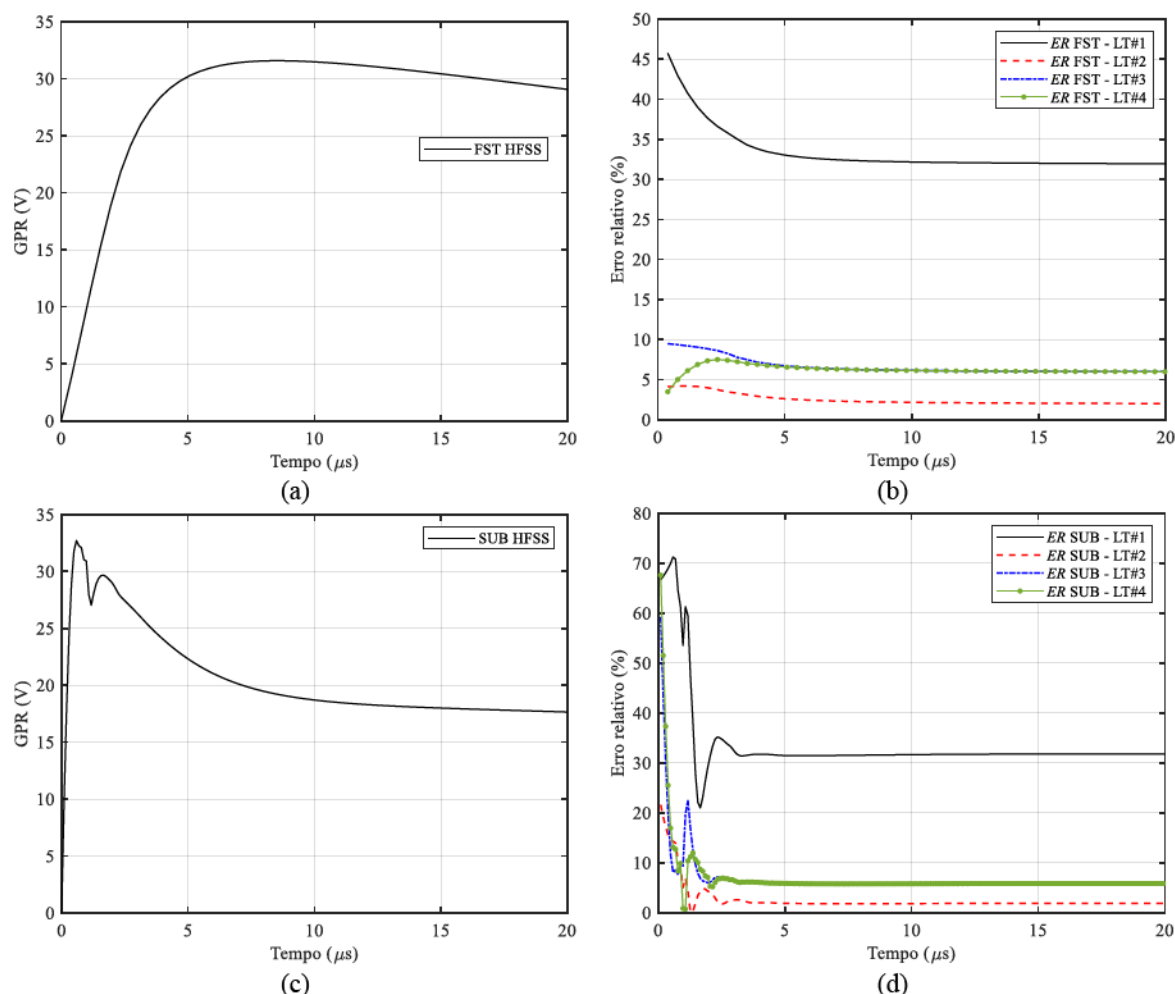 35
30
25
20
15
10
5
0
GPR (V)
FST HFSS
0 5 10 15 20
Tempo (μs)
(a)
50
45
40
35
30
25
20
15
10
5
0
Erro relativo (%)
ER FST - LT#1
ER FST - LT#2
ER FST - LT#3
ER FST - LT#4
0 5 10 15 20
Tempo (μs)
(b)
35
30
25
20
15
10
5
0
GPR (V)
SUB HFSS
0 5 10 15 20
Tempo (μs)
(c)
80
70
60
50
40
30
20
10
0
Erro relativo (%)
ER SUB - LT#1
ER SUB - LT#2
ER SUB - LT#3
ER SUB - LT#4
0 5 10 15 20
Tempo (μs)
(d)